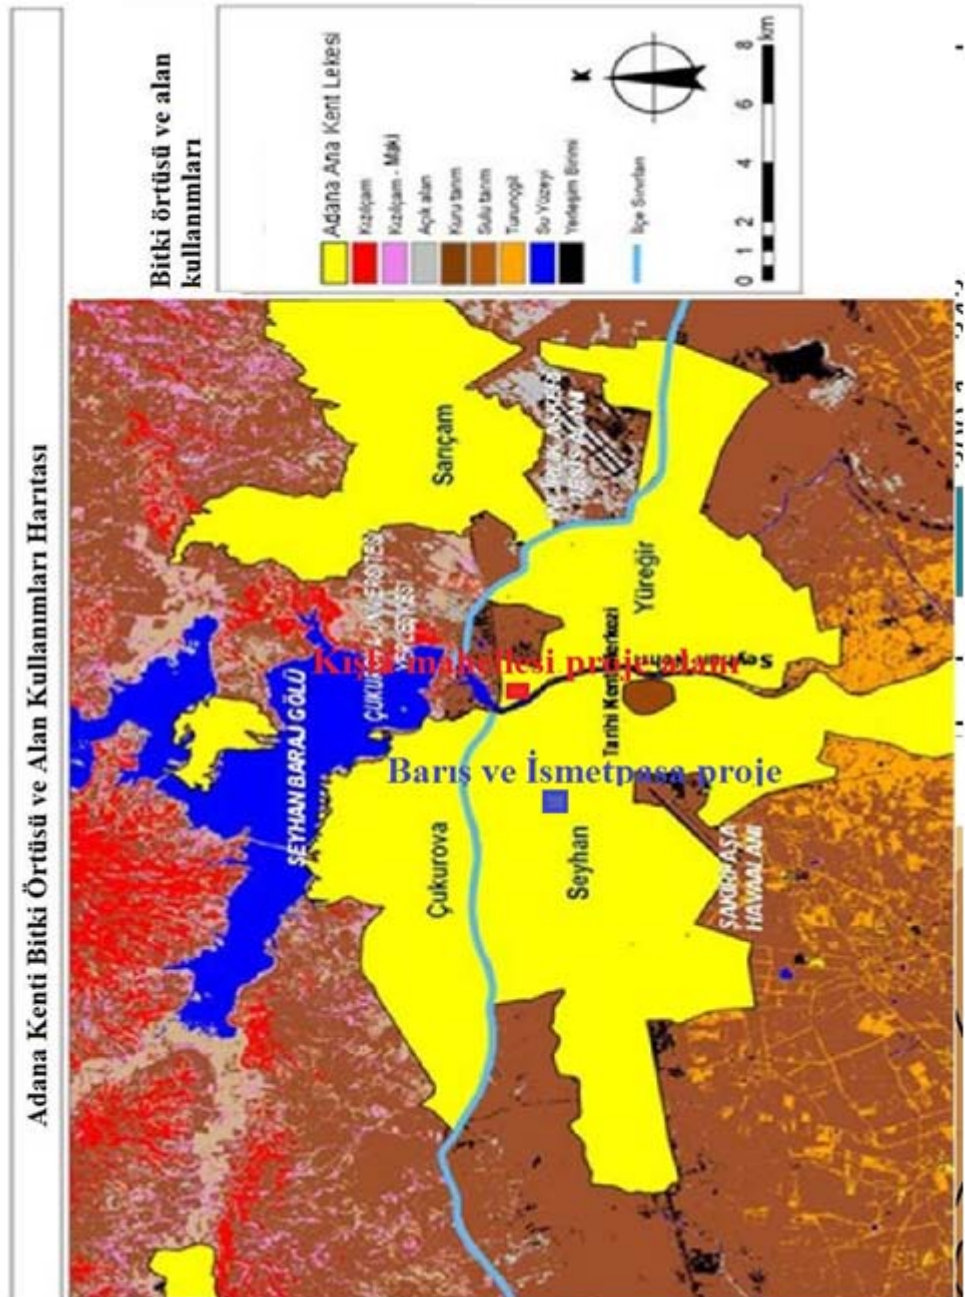 Adana Kenti Bitki Örtüsü ve Alan Kullanımları Haritası
Bitki örtüsü ve alan
kullanımları
Adana Ana Kent Lekesi
Kızılçam
Kızılçam - Maki
Açık alan
Kuru tarım
Sulu tarım
Turunçgil
Su Yüzeyi
Yerleşim Birimi
İlçe Sınırları
K
0 1 2 4 6 8
km
Sarıçam
SEYHAN BARAJ GÖLÜ
Kışla mahallesi proje alanı
Yüreğir
Tarihi Kent Merkezi
Seyhan Nehri
Barış ve İsmetpaşa proje
Çukurova
Seyhan
ŞAKİRPAŞA
HAVAALANI